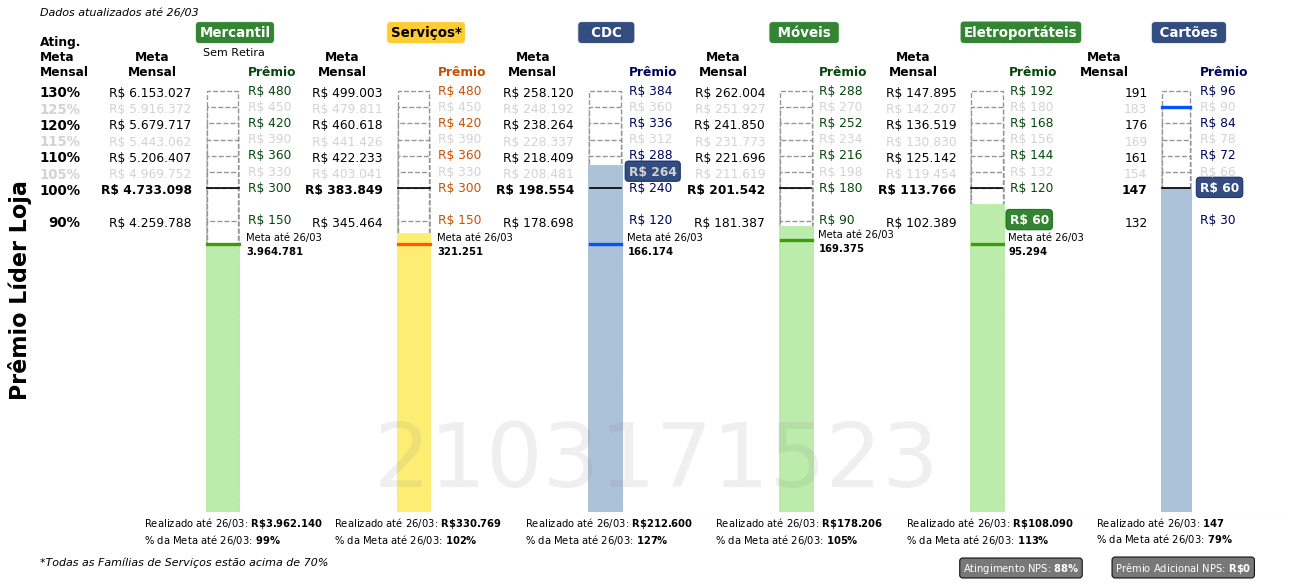 Dados atualizados até 26/03
Mercantil Serviços* CDC Móveis Eletroportáteis Cartões
Sem Retira
Ating. Meta Mensal
Meta Mensal Prêmio Meta Mensal Prêmio Meta Mensal Prêmio Meta Mensal Prêmio Meta Mensal Prêmio Meta Mensal Prêmio
130% R$ 6.153.027 R$ 480 R$ 499.003 R$ 480 R$ 258.120 R$ 384 R$ 262.004 R$ 288 R$ 147.895 R$ 192 191 R$ 96
125% R$ 5.916.372 R$ 450 R$ 479.811 R$ 450 R$ 248.192 R$ 360 R$ 251.927 R$ 270 R$ 142.207 R$ 180 183 R$ 90
120% R$ 5.679.717 R$ 420 R$ 460.618 R$ 420 R$ 238.264 R$ 336 R$ 241.850 R$ 252 R$ 136.519 R$ 168 176 R$ 84
115% R$ 5.443.062 R$ 390 R$ 441.426 R$ 390 R$ 228.337 R$ 312 R$ 231.773 R$ 234 R$ 130.830 R$ 156 169 R$ 78
110% R$ 5.206.407 R$ 360 R$ 422.233 R$ 360 R$ 218.409 R$ 288 R$ 221.696 R$ 216 R$ 125.142 R$ 144 161 R$ 72
105% R$ 4.969.752 R$ 330 R$ 403.041 R$ 330 R$ 208.481 R$ 264 R$ 211.619 R$ 198 R$ 119.454 R$ 132 154 R$ 66
100% R$ 4.733.098 R$ 300 R$ 383.849 R$ 300 R$ 198.554 R$ 240 R$ 201.542 R$ 180 R$ 113.766 R$ 120 147 R$ 60
90% R$ 4.259.788 R$ 150 R$ 345.464 R$ 150 R$ 178.698 R$ 120 R$ 181.387 R$ 90 R$ 102.389 R$ 60 132 R$ 30
Meta até 26/03 Meta até 26/03 Meta até 26/03 Meta até 26/03 Meta até 26/03
3.964.781 321.251 166.174 169.375 95.294
Prêmio Líder Loja
2103171523
Realizado até 26/03: R$3.962.140 Realizado até 26/03: R$330.769 Realizado até 26/03: R$212.600 Realizado até 26/03: R$178.206 Realizado até 26/03: R$108.090 Realizado até 26/03: 147
% da Meta até 26/03: 99% % da Meta até 26/03: 102% % da Meta até 26/03: 127% % da Meta até 26/03: 105% % da Meta até 26/03: 113% % da Meta até 26/03: 79%
*Todas as Famílias de Serviços estão acima de 70%
Atingimento NPS: 88% Prêmio Adicional NPS: R$0